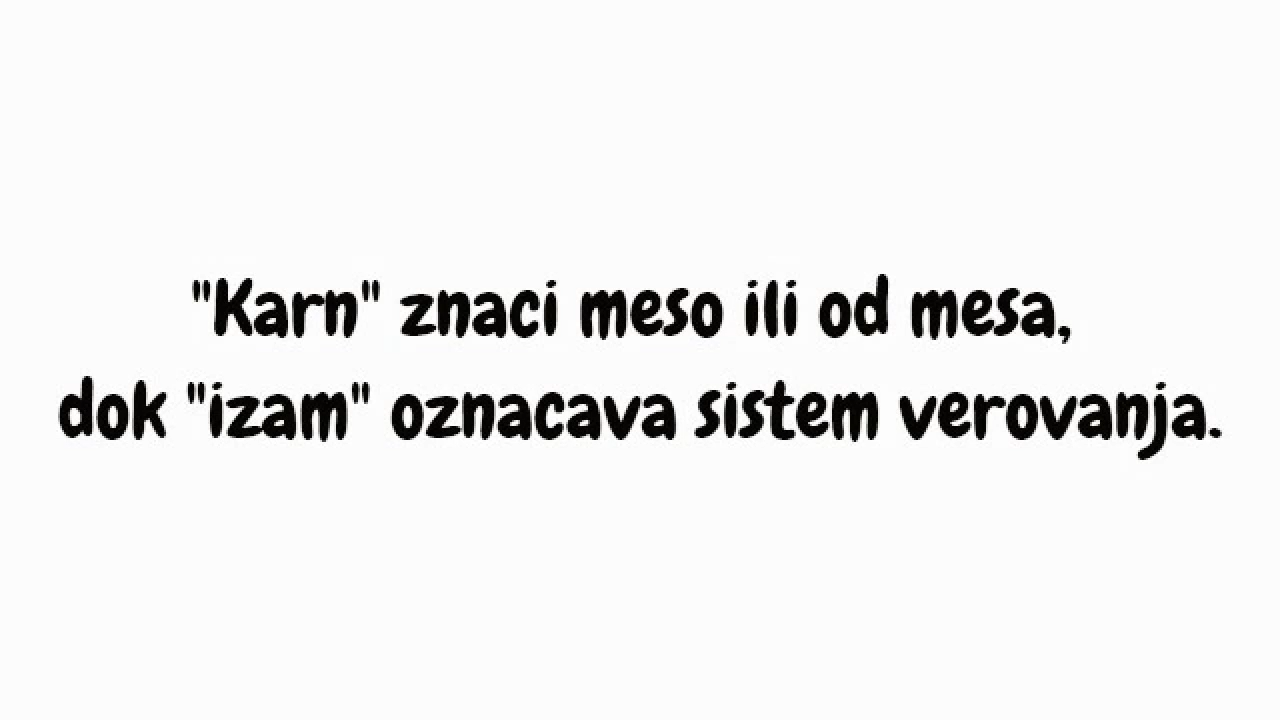 "Karn" znaci meso ili od mesa,
dok "izam" oznacava sistem verovanja.